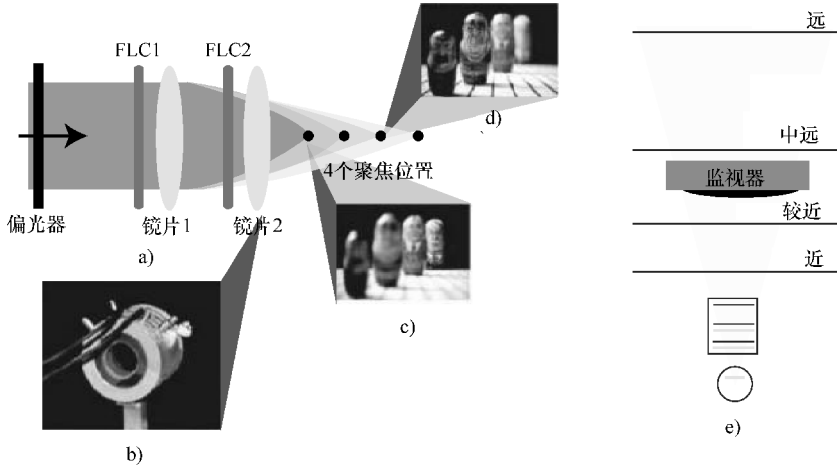 FLC1
FLC2
偏光器
镜片1
镜片2
4个聚焦位置
a)
b)
c)
d)
远
中远
监视器
较近
近
e)